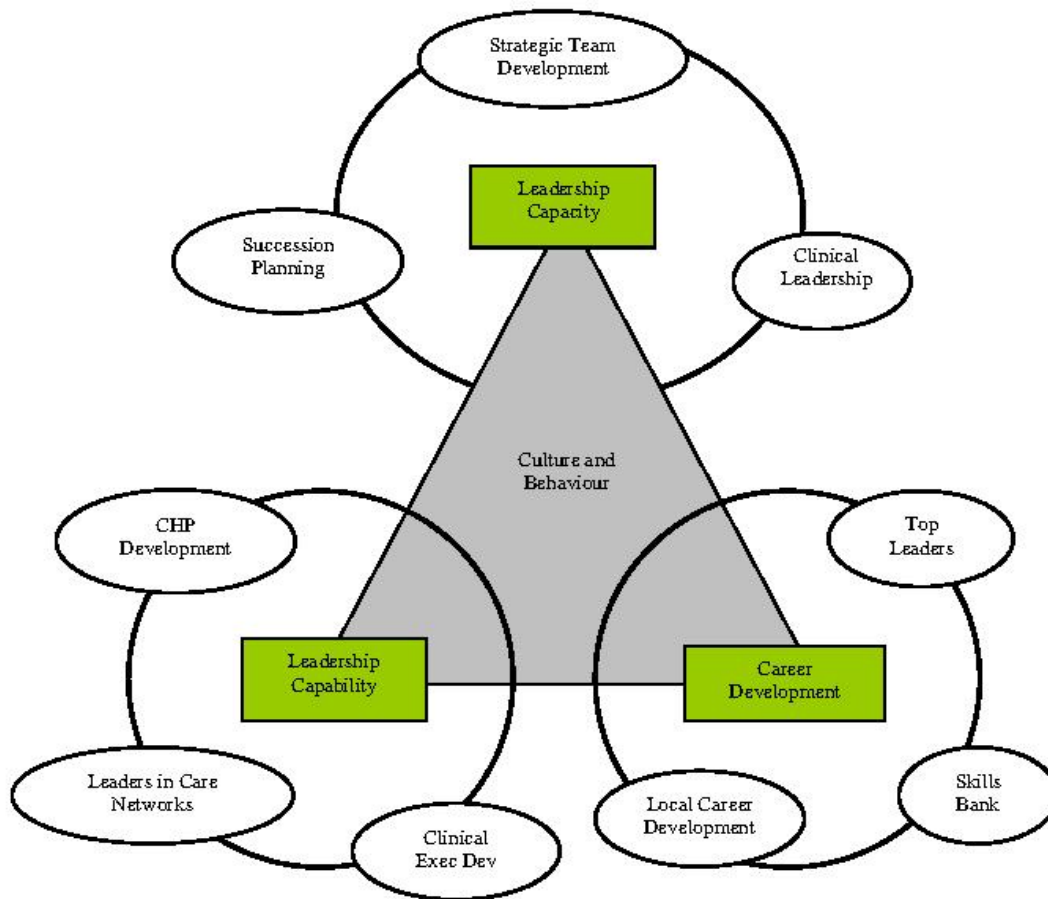 Strategic Team
Development
Leadership
Capacity
Succession
Planning
Clinical
Leadership
Culture and
Behaviour
CHP
Development
Top
Leaders
Leadership
Capability
Career
Development
Leaders in Care
Networks
Clinical
Exec Dev
Local Career
Development
Skills
Bank